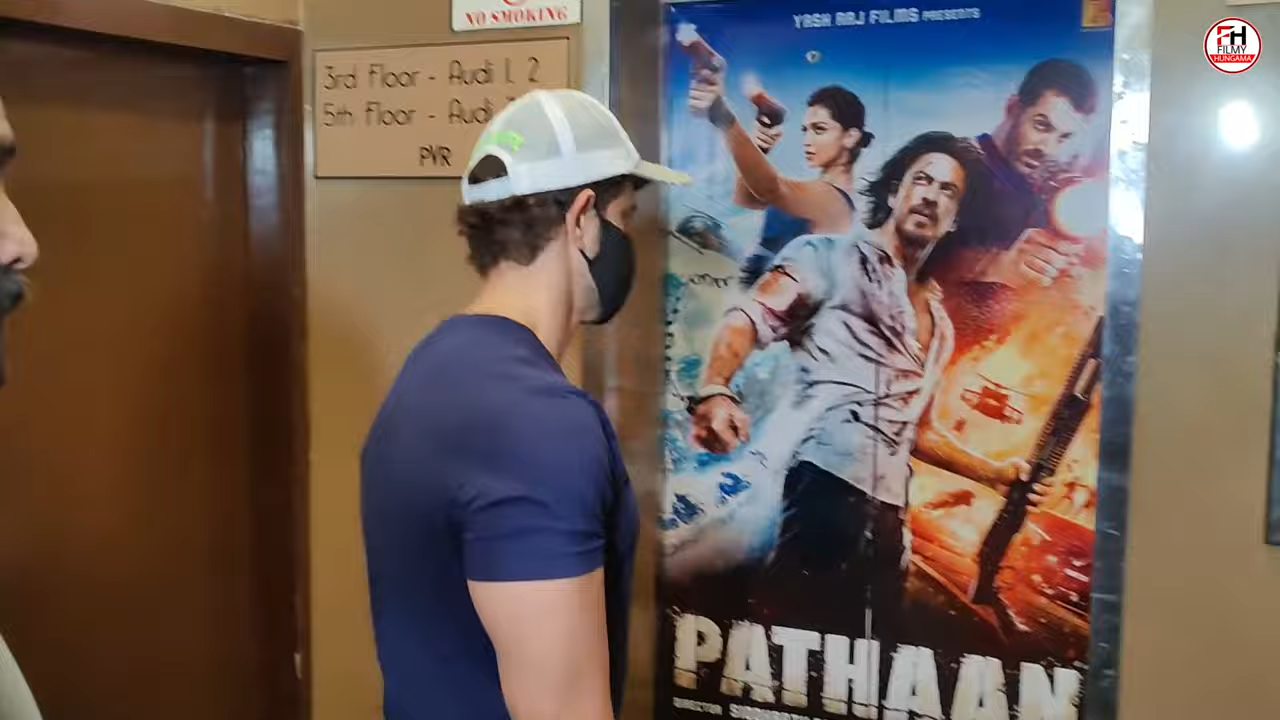 NO SMOKING
3rd Floor - Audi 1, 2
5th Floor - Audi
PVR
YASH RAJ FILMS PRESENTS
FH
FILMY
HUNGAMA
PATHAAN
DIRECTOR